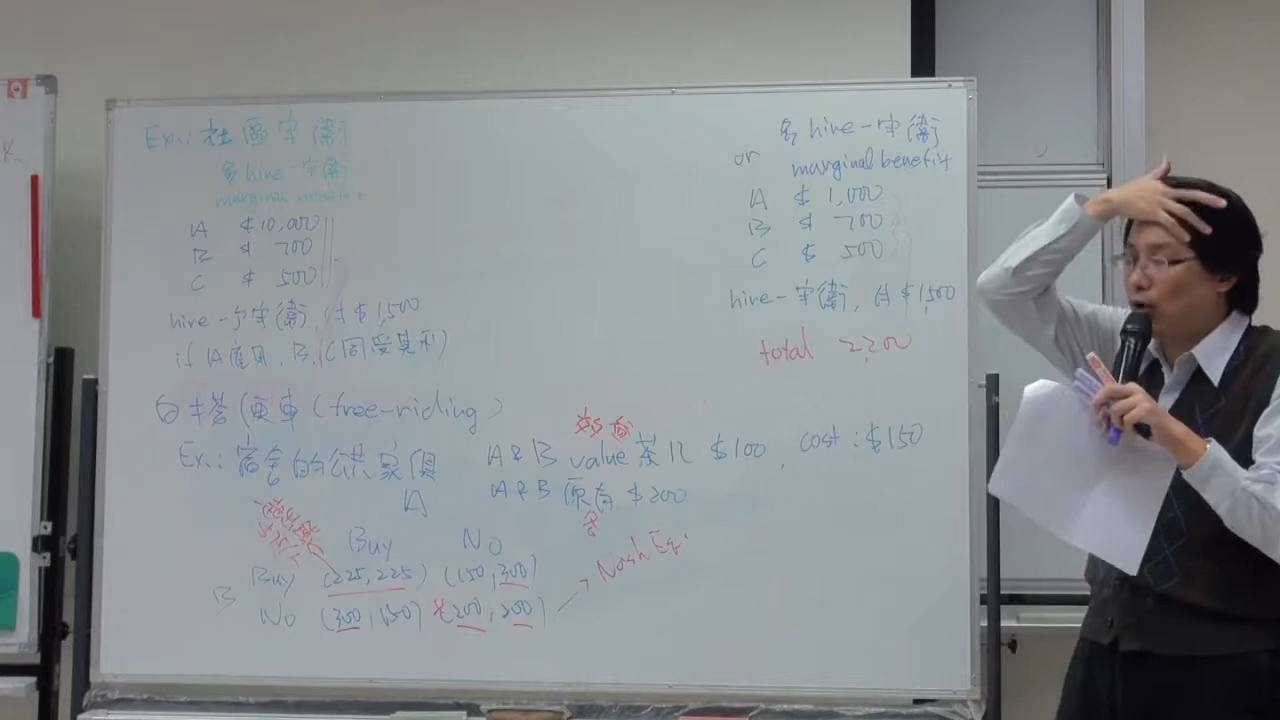 Ex.: 社區守衛
多hire一守衛
marginal benefit
A $10,000
B $ 700
C $ 500
hire一守衛, 付$1,500
if A雇用, B, C同受其利
白搭便車(free-riding)
Ex.: 宿舍的公共家俱
A & B value 茶几 $100, cost: $150
A & B 原有 $200
A
Buy No
B
Buy (225, 225) (150, 300)
No (300, 150) *(200, 200) → Nash Eq.
多hire一守衛
or marginal benefit
A $ 1,000
B $ 700
C $ 500
hire一守衛, 付$1,500
total 2,200